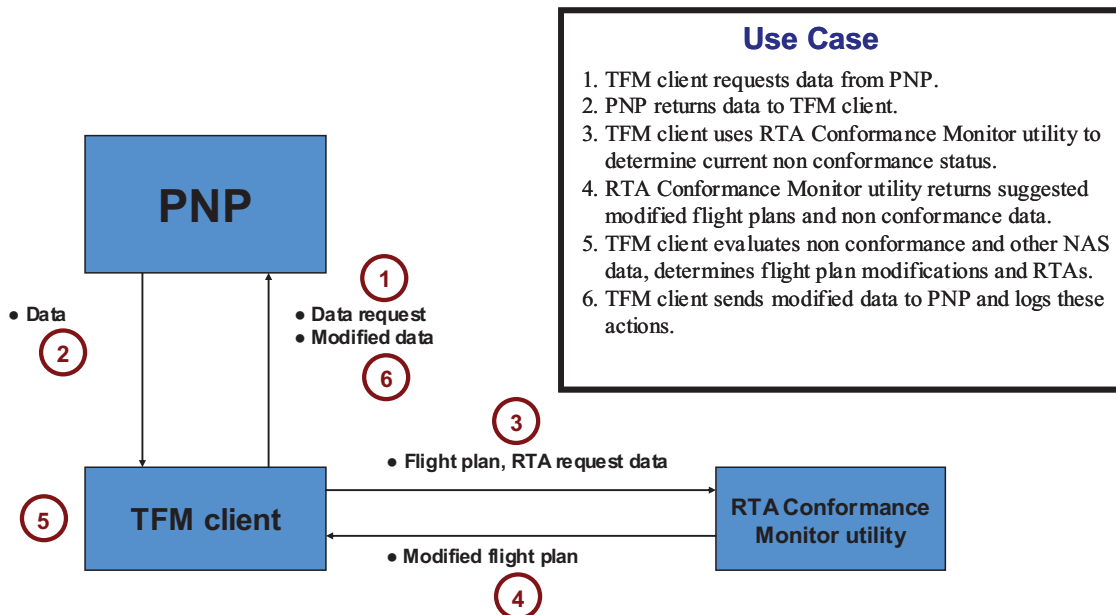 Use Case
1. TFM client requests data from PNP.
2. PNP returns data to TFM client.
3. TFM client uses RTA Conformance Monitor utility to
determine current non conformance status.
4. RTA Conformance Monitor utility returns suggested
modified flight plans and non conformance data.
5. TFM client evaluates non conformance and other NAS
data, determines flight plan modifications and RTAs.
6. TFM client sends modified data to PNP and logs these
actions.
PNP
1
● Data
● Data request
● Modified data
2
6
3
● Flight plan, RTA request data
5
TFM client
RTA Conformance
Monitor utility
● Modified flight plan
4